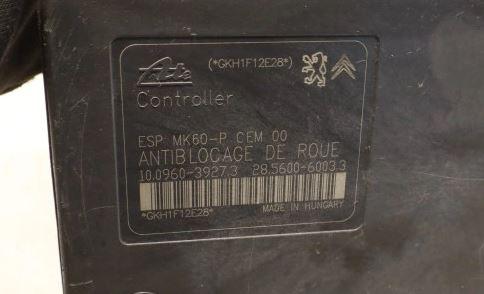 Ate (*GKH1F12E28*)
Controller
ESP MK60-P CEM 00
ANTIBLOCAGE DE ROUE
10.0960-3927.3 28.5600-6003.3
*GKH1F12E28* MADE IN HUNGARY